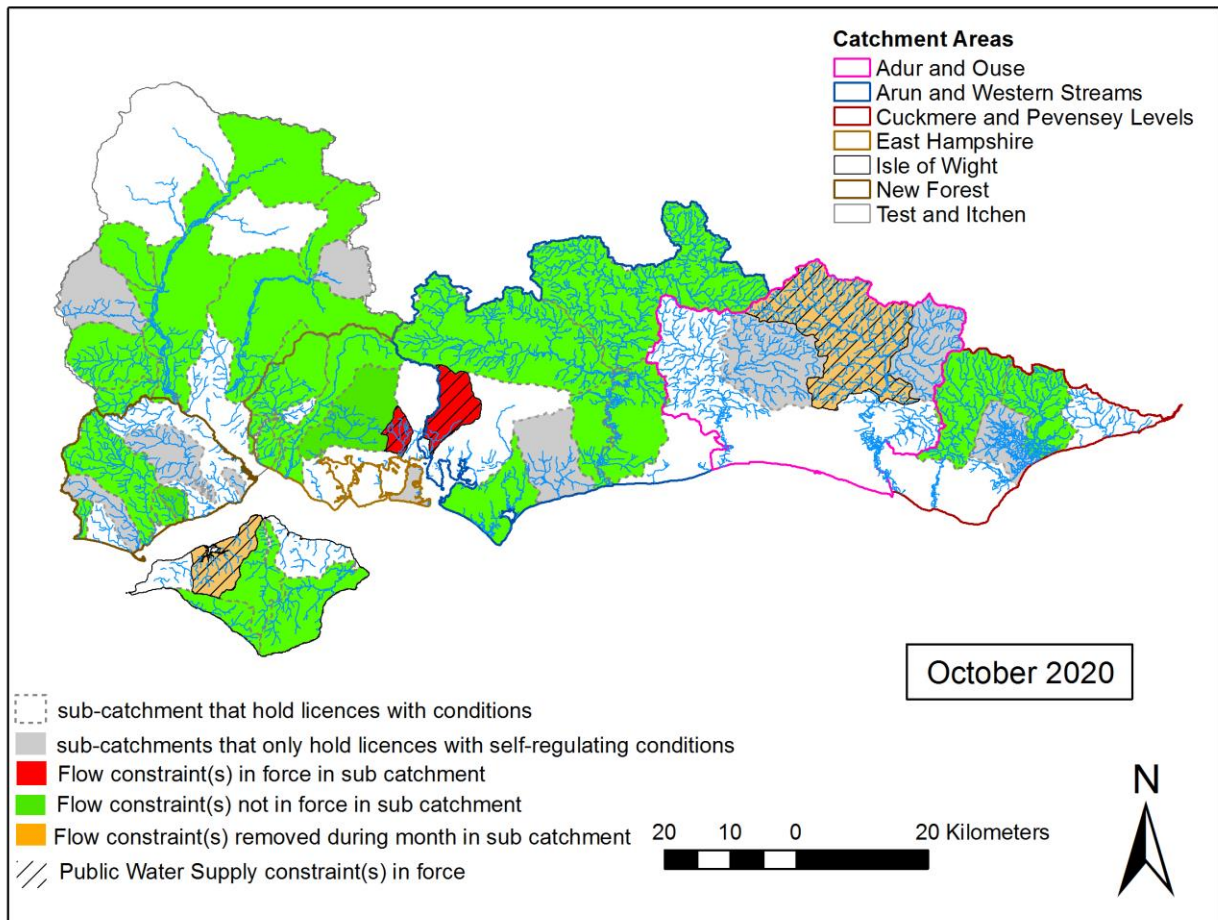 Catchment Areas
Adur and Ouse
Arun and Western Streams
Cuckmere and Pevensey Levels
East Hampshire
Isle of Wight
New Forest
Test and Itchen
October 2020
sub-catchment that hold licences with conditions
sub-catchments that only hold licences with self-regulating conditions
Flow constraint(s) in force in sub catchment
Flow constraint(s) not in force in sub catchment
Flow constraint(s) removed during month in sub catchment
Public Water Supply constraint(s) in force
20 10 0 20 Kilometers
N